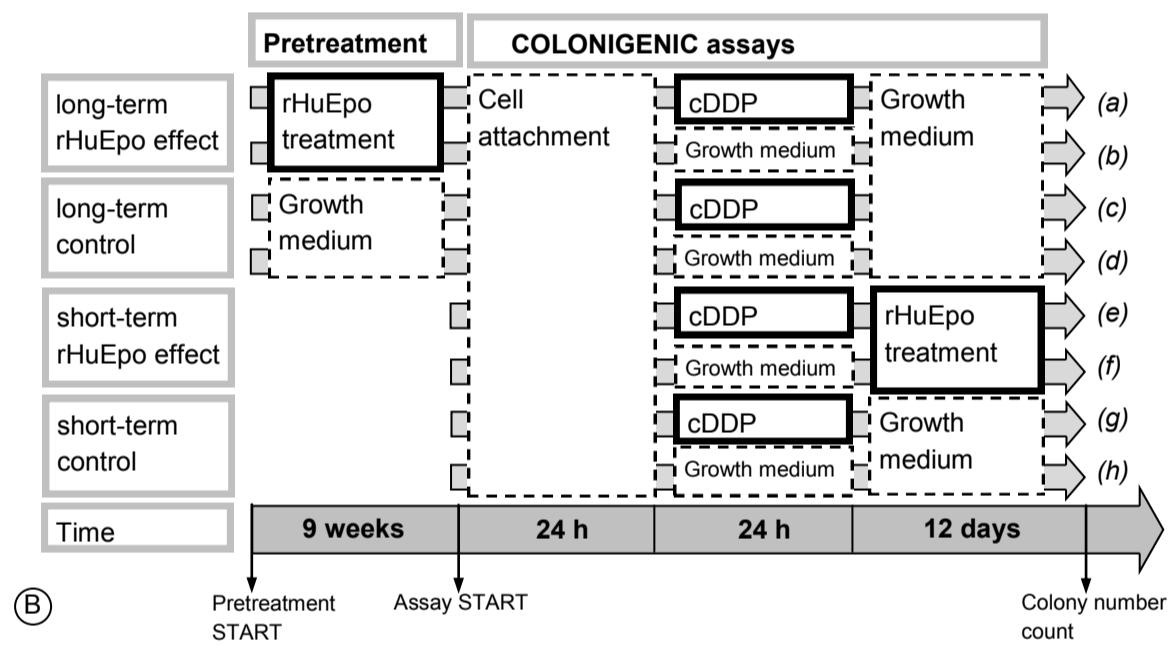 Pretreatment
COLONIGENIC assays
long-term
rHuEpo effect
rHuEpo
treatment
Cell
attachment
cDDP
Growth medium
Growth
medium
(a)
(b)
long-term
control
Growth
medium
cDDP
Growth medium
(c)
(d)
short-term
rHuEpo effect
cDDP
Growth medium
rHuEpo
treatment
(e)
(f)
short-term
control
cDDP
Growth medium
Growth
medium
(g)
(h)
Time
9 weeks
24 h
24 h
12 days
B
Pretreatment
START
Assay START
Colony number
count